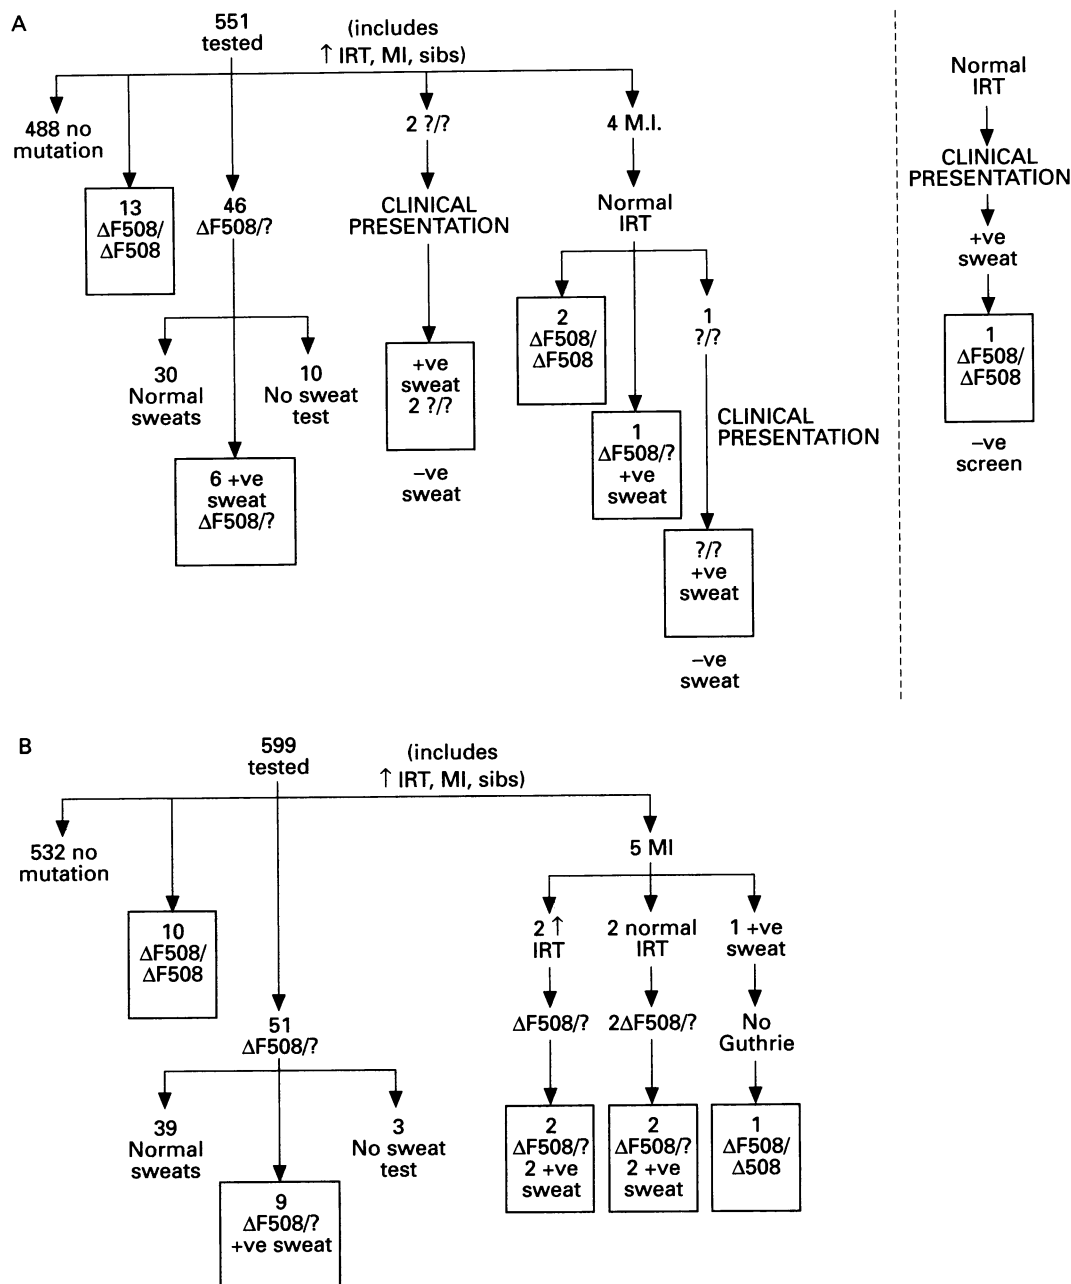 A
551
tested
(includes
↑ IRT, MI, sibs)
488 no
mutation
13
ΔF508/
ΔF508
46
ΔF508/?
30
Normal
sweats
10
No sweat
test
6 +ve
sweat
ΔF508/?
2 ?/?
CLINICAL
PRESENTATION
+ve
sweat
2 ?/?
–ve
sweat
4 M.I.
Normal
IRT
2
ΔF508/
ΔF508
1
ΔF508/?
+ve
sweat
1
?/?
CLINICAL
PRESENTATION
?/?
+ve
sweat
–ve
sweat
Normal
IRT
CLINICAL
PRESENTATION
+ve
sweat
1
ΔF508/
ΔF508
–ve
screen
B
599
tested
(includes
↑ IRT, MI, sibs)
532 no
mutation
10
ΔF508/
ΔF508
51
ΔF508/?
39
Normal
sweats
3
No sweat
test
9
ΔF508/?
+ve sweat
5 MI
2 ↑
IRT
ΔF508/?
2
ΔF508/?
2 +ve
sweat
2 normal
IRT
2ΔF508/?
2
ΔF508/?
2 +ve
sweat
1 +ve
sweat
No
Guthrie
1
ΔF508/
Δ508